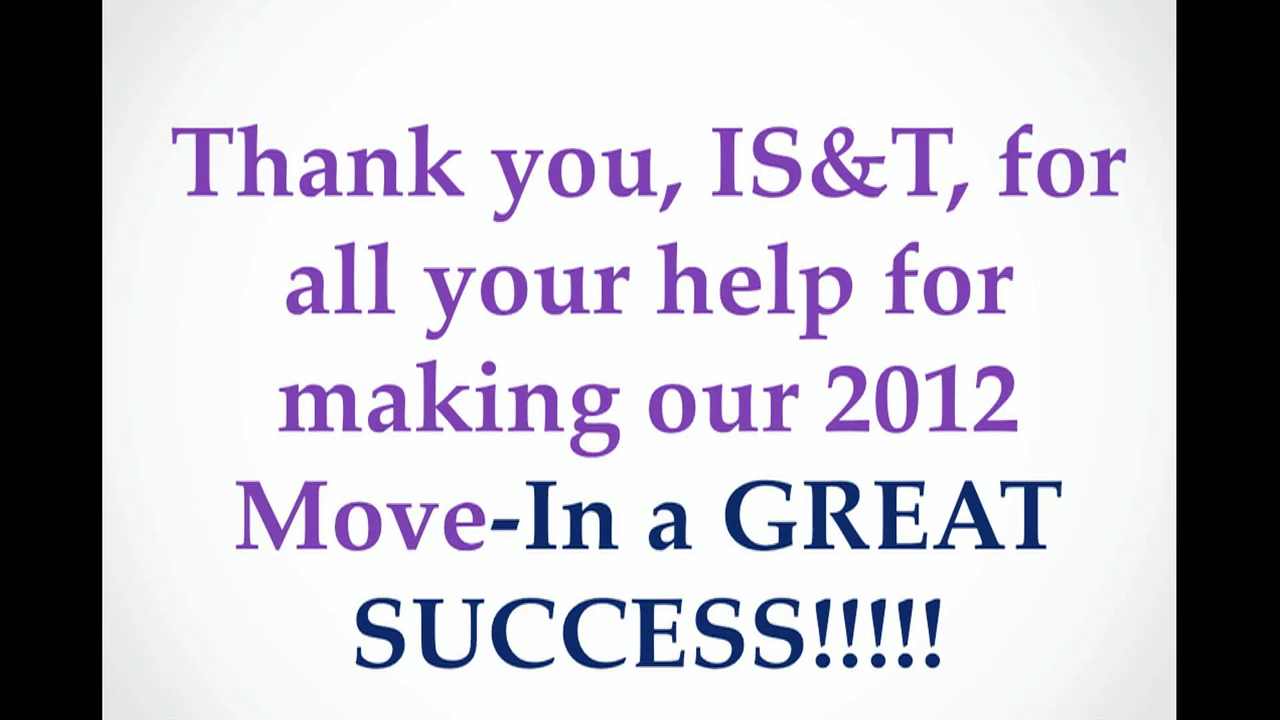 Thank you, IS&T, for
all your help for
making our 2012
Move-In a GREAT
SUCCESS!!!!!